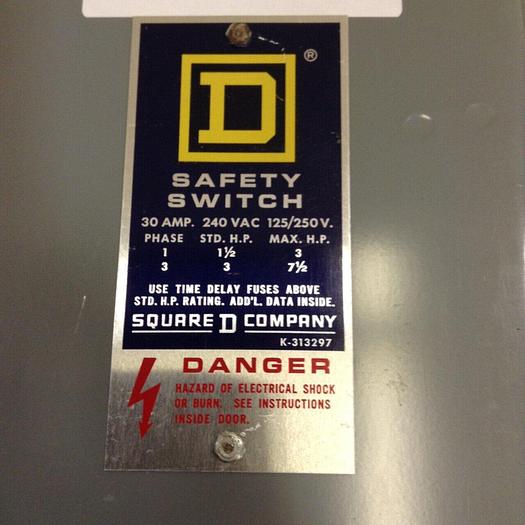 D ®
SAFETY
SWITCH
30 AMP. 240 VAC 125/250V.
PHASE STD. H.P. MAX. H.P.
1 1½ 3
3 3 7½
USE TIME DELAY FUSES ABOVE
STD. H.P. RATING. ADD'L. DATA INSIDE.
SQUARE D COMPANY
K-313297
DANGER
HAZARD OF ELECTRICAL SHOCK
OR BURN. SEE INSTRUCTIONS
INSIDE DOOR.